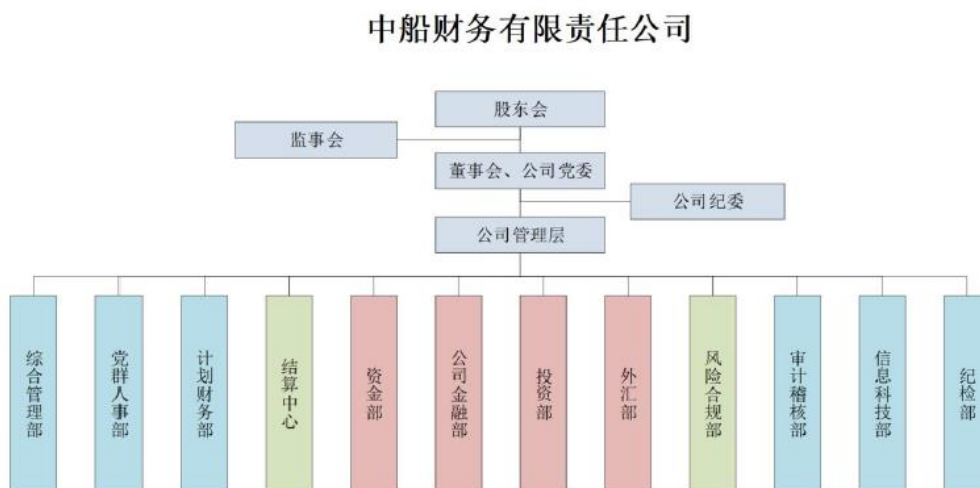 中船财务有限责任公司
股东会
监事会
董事会、公司党委
公司纪委
公司管理层
综合管理部
党群人事部
计划财务部
结算中心
资金部
公司金融部
投资部
外汇部
风险合规部
审计稽核部
信息科技部
纪检部